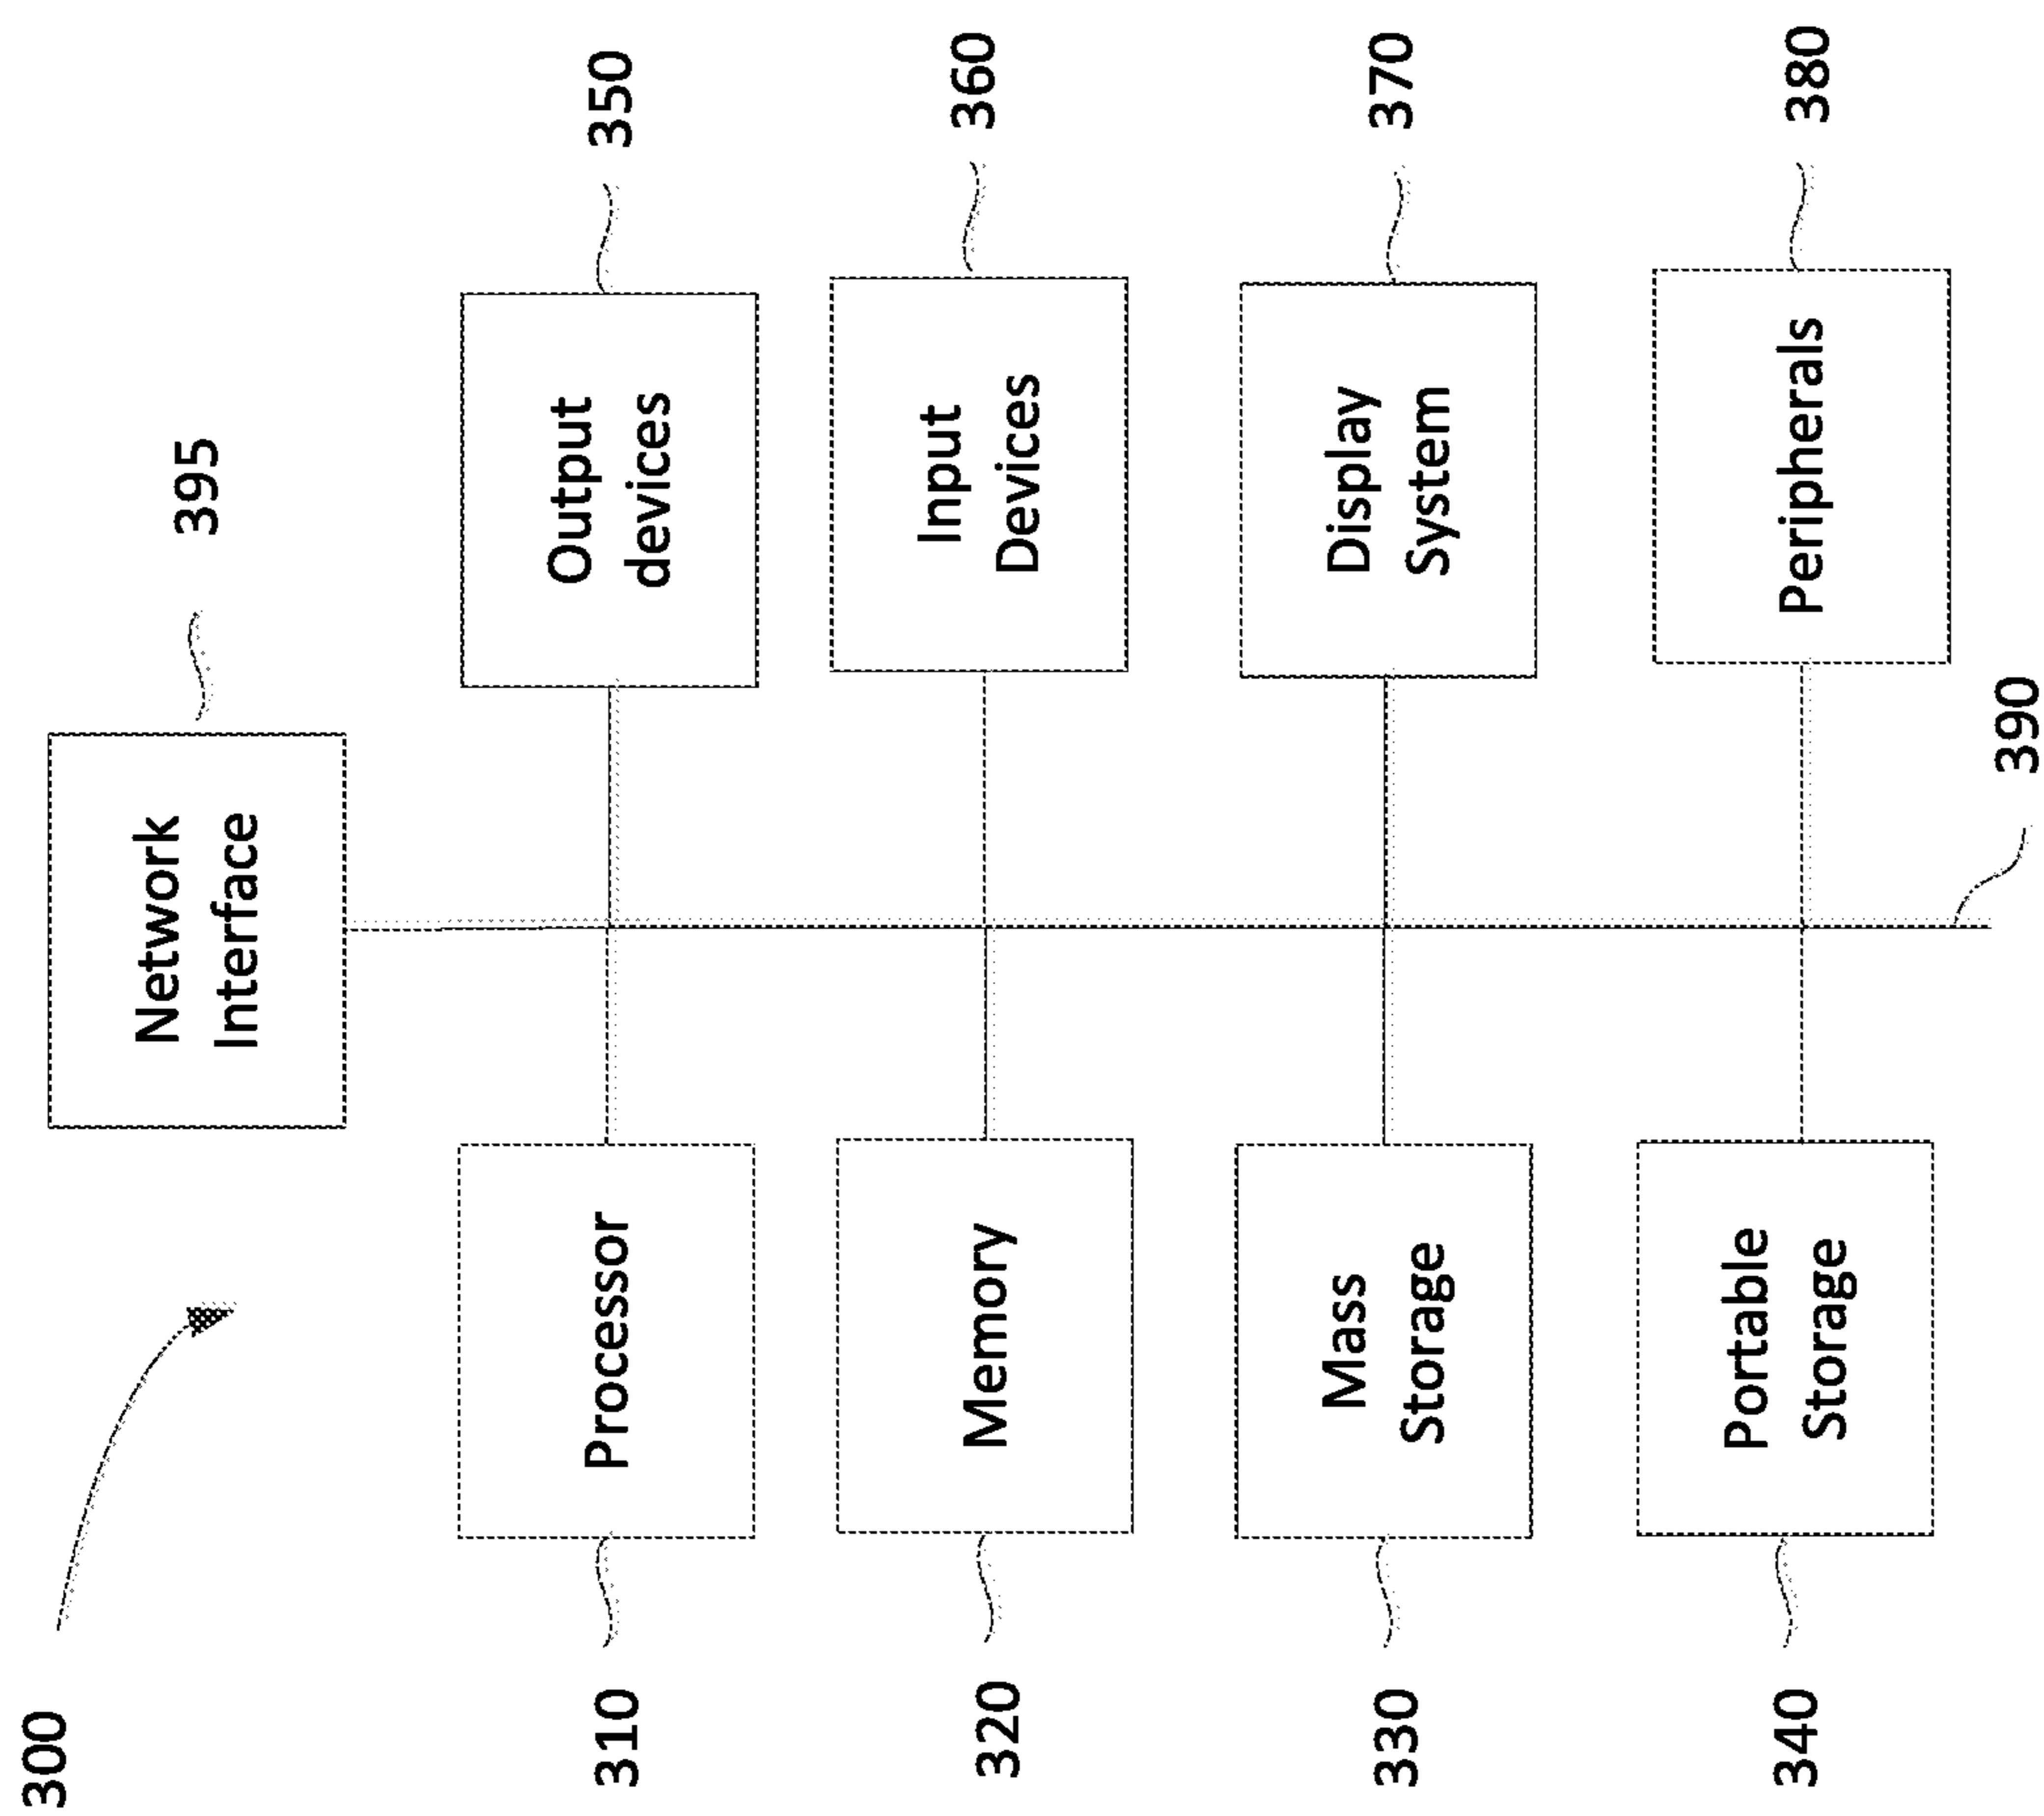 300
Network
Interface
395
310
Processor
Output
devices
350
320
Memory
Input
Devices
360
330
Mass
Storage
Display
System
370
340
Portable
Storage
Peripherals
380
390